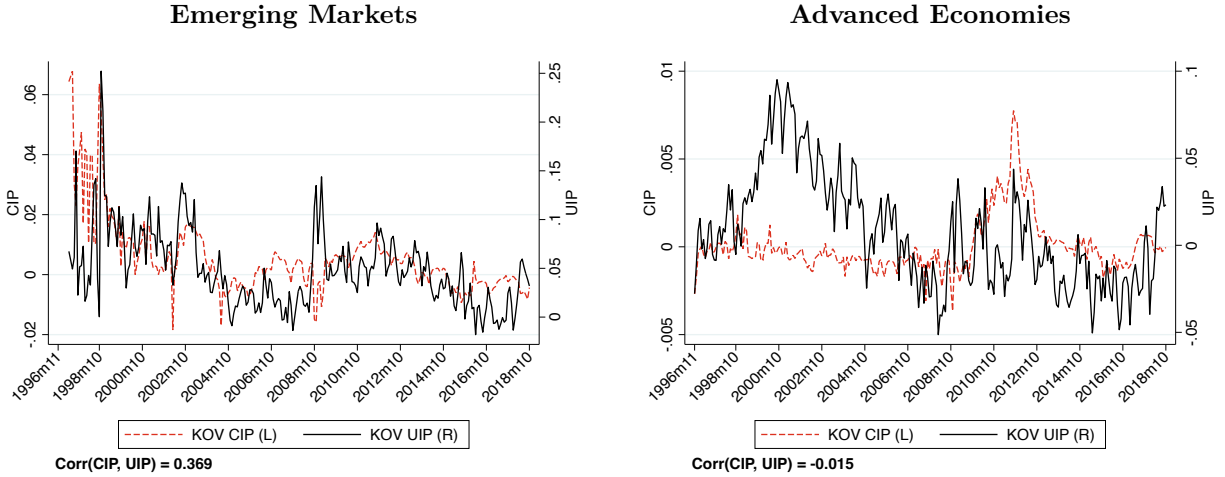 Emerging Markets
CIP
.06
.04
.02
0
-.02
UIP
.25
.2
.15
.1
.05
0
1996m11
1998m10
2000m10
2002m10
2004m10
2006m10
2008m10
2010m10
2012m10
2014m10
2016m10
2018m10
KOV CIP (L)
KOV UIP (R)
Corr(CIP, UIP) = 0.369
Advanced Economies
CIP
.01
.005
0
-.005
UIP
.1
.05
0
-.05
1996m11
1998m10
2000m10
2002m10
2004m10
2006m10
2008m10
2010m10
2012m10
2014m10
2016m10
2018m10
KOV CIP (L)
KOV UIP (R)
Corr(CIP, UIP) = -0.015